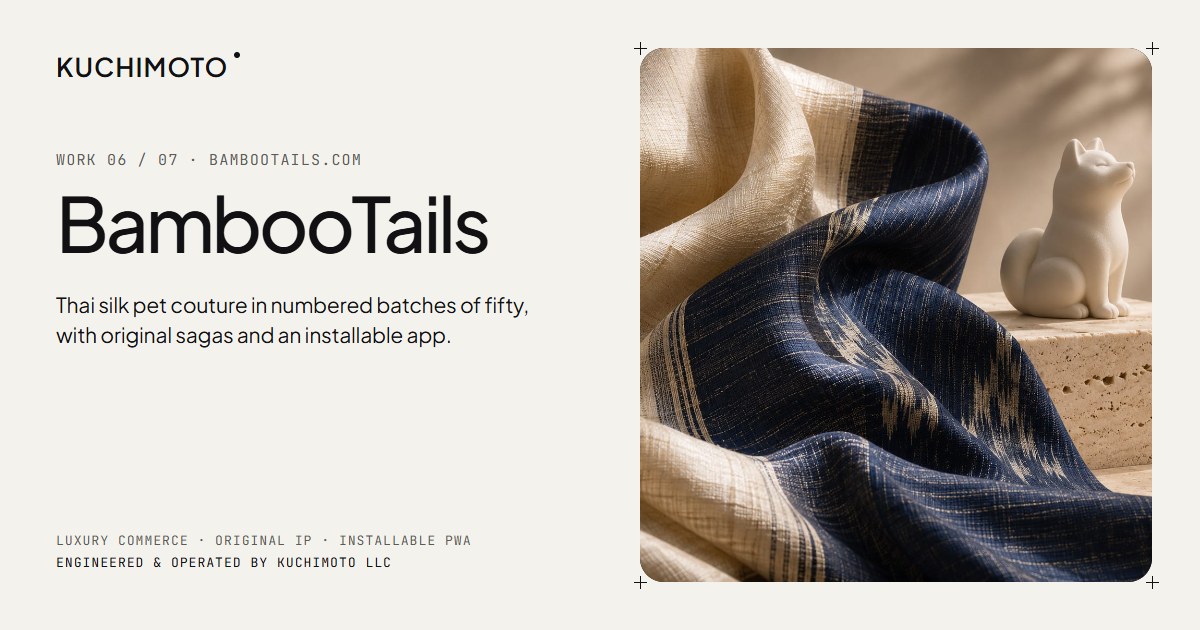 KUCHIMOTO
WORK 06 / 07 · BAMBOOTAILS.COM
BambooTails
Thai silk pet couture in numbered batches of fifty,
with original sagas and an installable app.
LUXURY COMMERCE · ORIGINAL IP · INSTALLABLE PWA
ENGINEERED & OPERATED BY KUCHIMOTO LLC